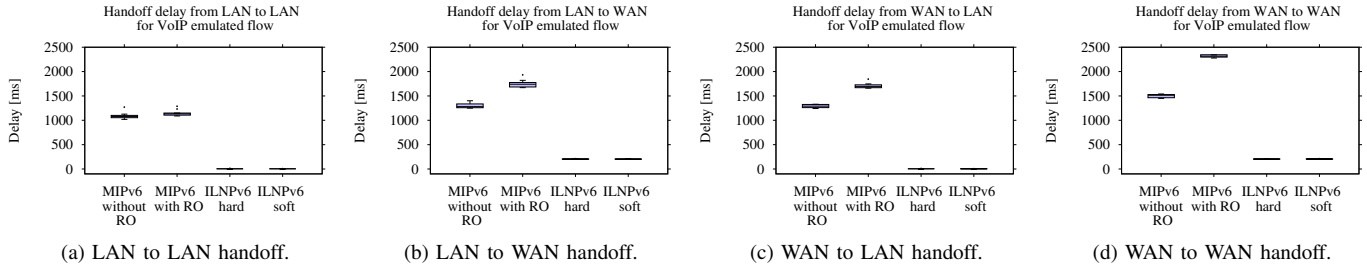 Handoff delay from LAN to LAN
for VoIP emulated flow
Delay [ms]
2500
2000
1500
1000
500
0
MIPv6 MIPv6 ILNPv6 ILNPv6
without with RO hard soft
RO
(a) LAN to LAN handoff.
Handoff delay from LAN to WAN
for VoIP emulated flow
Delay [ms]
2500
2000
1500
1000
500
0
MIPv6 MIPv6 ILNPv6 ILNPv6
without with RO hard soft
RO
(b) LAN to WAN handoff.
Handoff delay from WAN to LAN
for VoIP emulated flow
Delay [ms]
2500
2000
1500
1000
500
0
MIPv6 MIPv6 ILNPv6 ILNPv6
without with RO hard soft
RO
(c) WAN to LAN handoff.
Handoff delay from WAN to WAN
for VoIP emulated flow
Delay [ms]
2500
2000
1500
1000
500
0
MIPv6 MIPv6 ILNPv6 ILNPv6
without with RO hard soft
RO
(d) WAN to WAN handoff.